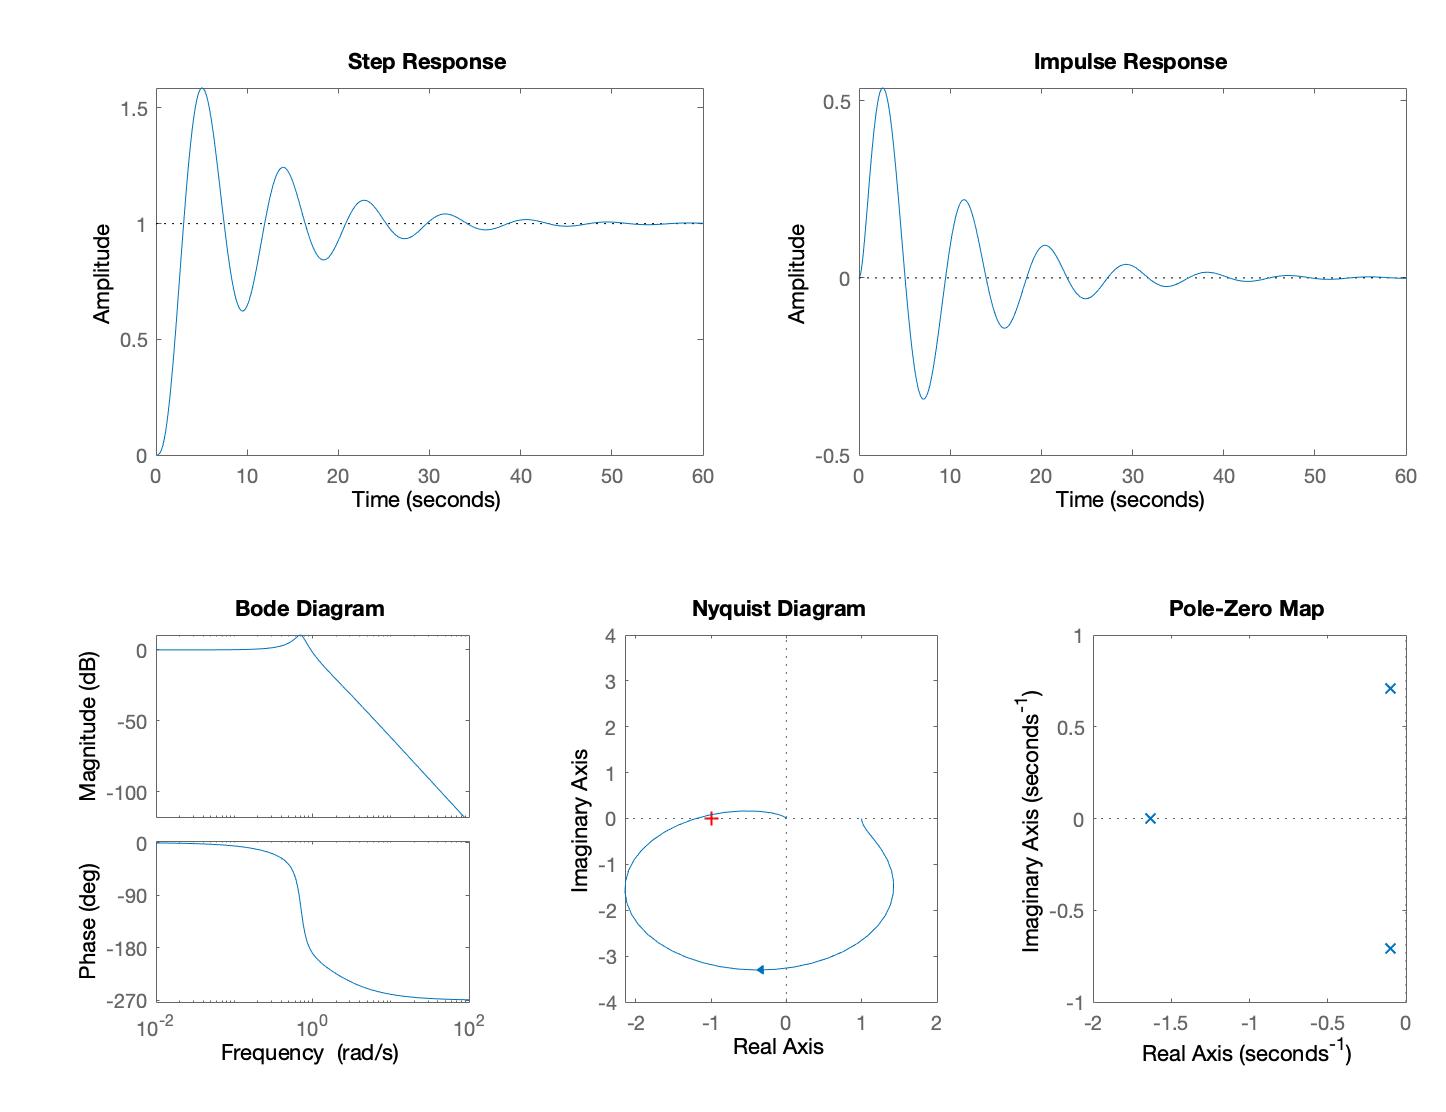 Step Response
1.5
1
0.5
0
Amplitude
0 10 20 30 40 50 60
Time (seconds)
Impulse Response
0.5
0
-0.5
Amplitude
0 10 20 30 40 50 60
Time (seconds)
Bode Diagram
0
-50
-100
Magnitude (dB)
0
-90
-180
-270
Phase (deg)
10^-2 10^0 10^2
Frequency (rad/s)
Nyquist Diagram
4
3
2
1
0
-1
-2
-3
-4
Imaginary Axis
-2 -1 0 1 2
Real Axis
Pole-Zero Map
1
0.5
0
-0.5
-1
Imaginary Axis (seconds^-1)
-2 -1.5 -1 -0.5 0
Real Axis (seconds^-1)